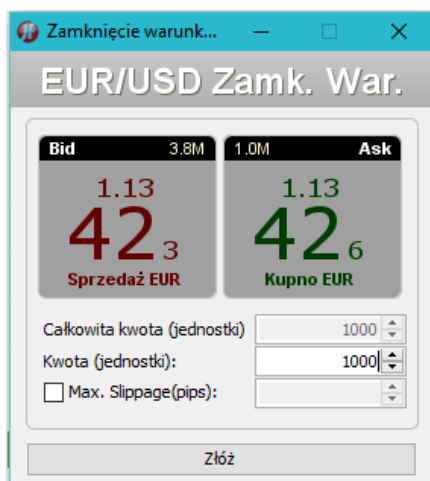 Zamknięcie warunk...
EUR/USD Zamk. War.
Bid 3.8M 1.0M Ask
1.13 1.13
42 3 42 6
Sprzedaż EUR Kupno EUR
Całkowita kwota (jednostki) 1000
Kwota (jednostki): 1000
Max. Slippage(pips):
Złóż